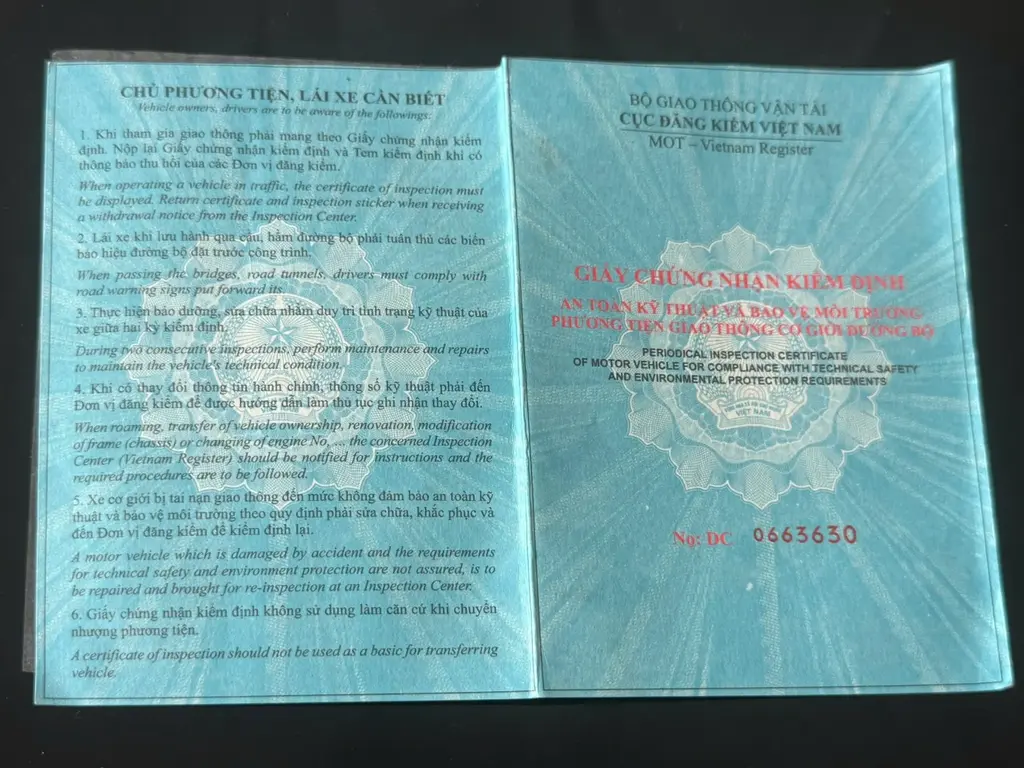 CHỦ PHƯƠNG TIỆN, LÁI XE CẦN BIẾT
Vehicle owners, drivers are to be aware of the followings:
1. Khi tham gia giao thông phải mang theo Giấy chứng nhận kiểm
định. Nộp lại Giấy chứng nhận kiểm định và Tem kiểm định khi có
thông báo thu hồi của các Đơn vị đăng kiểm.
When operating a vehicle in traffic, the certificate of inspection must
be displayed. Return certificate and inspection sticker when receiving
a withdrawal notice from the Inspection Center.
2. Lái xe khi lưu hành qua cầu, hầm đường bộ phải tuân thủ các biển
báo hiệu đường bộ đặt trước công trình.
When passing the bridges, road tunnels, drivers must comply with
road warning signs put forward its.
3. Thực hiện bảo dưỡng, sửa chữa nhằm duy trì tình trạng kỹ thuật của
xe giữa hai kỳ kiểm định.
During two consecutive inspections, perform maintenance and repairs
to maintain the vehicle's technical condition.
4. Khi có thay đổi thông tin hành chính, thông số kỹ thuật phải đến
Đơn vị đăng kiểm để được hướng dẫn làm thủ tục ghi nhận thay đổi.
When roaming, transfer of vehicle ownership, renovation, modification
of frame (chassis) or changing of engine No, ... the concerned Inspection
Center (Vietnam Register) should be notified for instructions and the
required procedures are to be followed.
5. Xe cơ giới bị tai nạn giao thông đến mức không đảm bảo an toàn kỹ
thuật và bảo vệ môi trường theo quy định phải sửa chữa, khắc phục và
đến Đơn vị đăng kiểm để kiểm định lại.
A motor vehicle which is damaged by accident and the requirements
for technical safety and environment protection are not assured, is to
be repaired and brought for re-inspection at an Inspection Center.
6. Giấy chứng nhận kiểm định không sử dụng làm căn cứ khi chuyển
nhượng phương tiện.
A certificate of inspection should not be used as a basic for transferring
vehicle.
BỘ GIAO THÔNG VẬN TẢI
CỤC ĐĂNG KIỂM VIỆT NAM
MOT – Vietnam Register
GIẤY CHỨNG NHẬN KIỂM ĐỊNH
AN TOÀN KỸ THUẬT VÀ BẢO VỆ MÔI TRƯỜNG
PHƯƠNG TIỆN GIAO THÔNG CƠ GIỚI ĐƯỜNG BỘ
PERIODICAL INSPECTION CERTIFICATE
OF MOTOR VEHICLE FOR COMPLIANCE WITH TECHNICAL SAFETY
AND ENVIRONMENTAL PROTECTION REQUIREMENTS
VIỆT NAM
No: DC 0663630